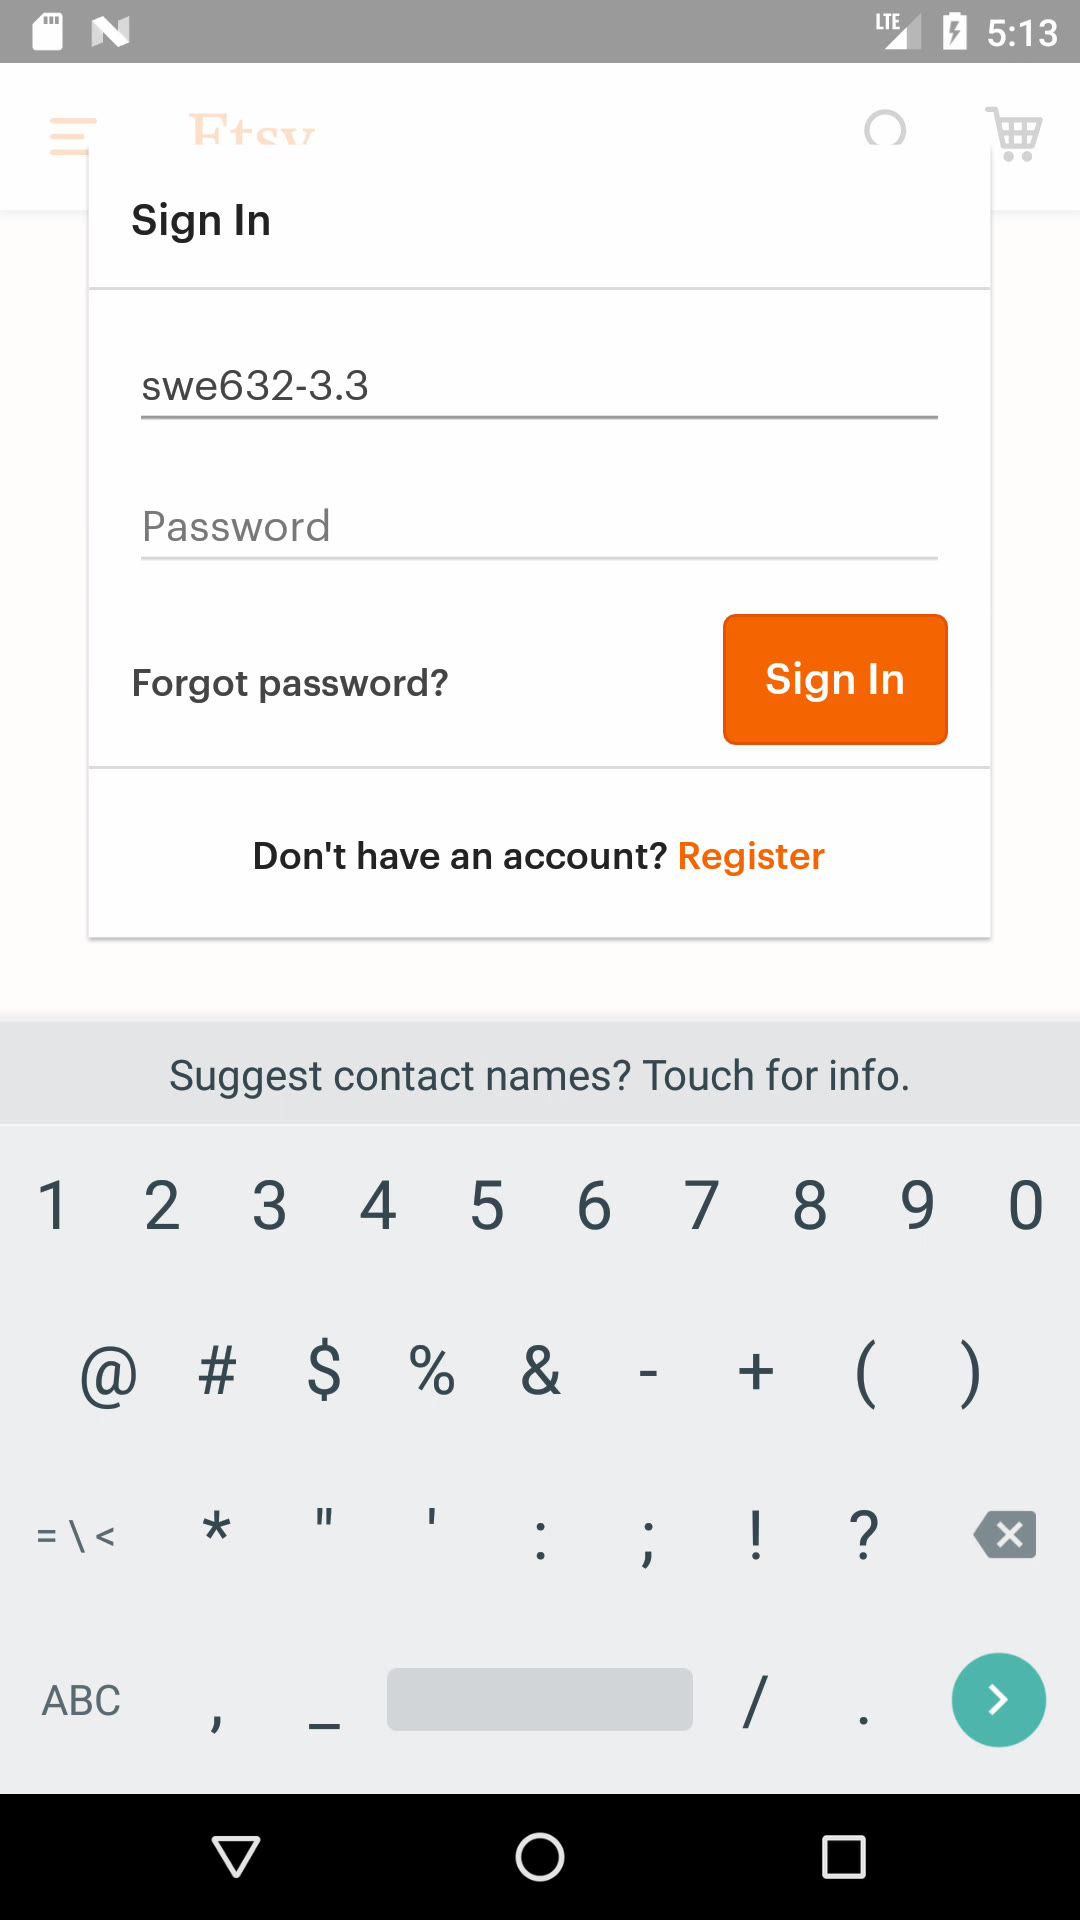 LTE 5:13
Etsy
Sign In
swe632-3.3
Password
Forgot password? Sign In
Don't have an account? Register
Suggest contact names? Touch for info.
1 2 3 4 5 6 7 8 9 0
@ # $ % & - + ( )
= \ < * " ' : ; ! ?
ABC , _ / .